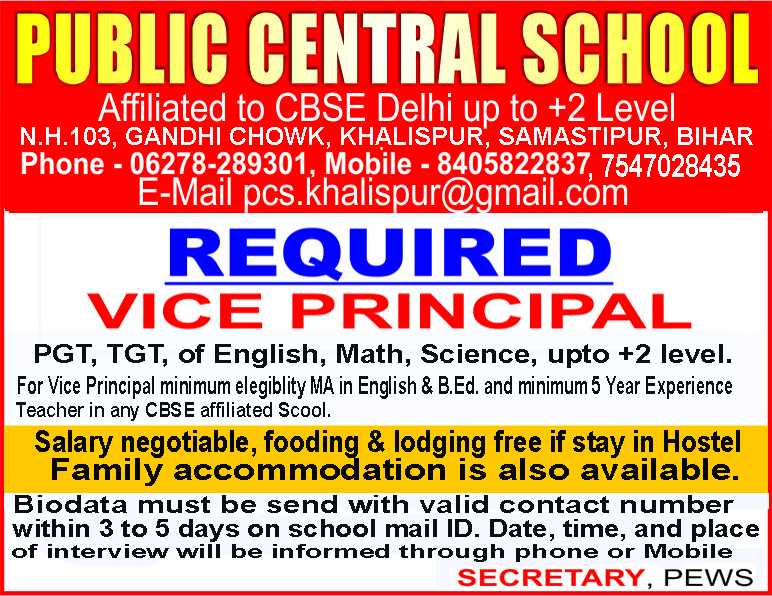 PUBLIC CENTRAL SCHOOL
Affiliated to CBSE Delhi up to +2 Level
N.H.103, GANDHI CHOWK, KHALISPUR, SAMASTIPUR, BIHAR
Phone - 06278-289301, Mobile - 8405822837, 7547028435
E-Mail pcs.khalispur@gmail.com
REQUIRED
VICE PRINCIPAL
PGT, TGT, of English, Math, Science, upto +2 level.
For Vice Principal minimum elegiblity MA in English & B.Ed. and minimum 5 Year Experience
Teacher in any CBSE affiliated Scool.
Salary negotiable, fooding & lodging free if stay in Hostel
Family accommodation is also available.
Biodata must be send with valid contact number
within 3 to 5 days on school mail ID. Date, time, and place
of interview will be informed through phone or Mobile
SECRETARY, PEWS